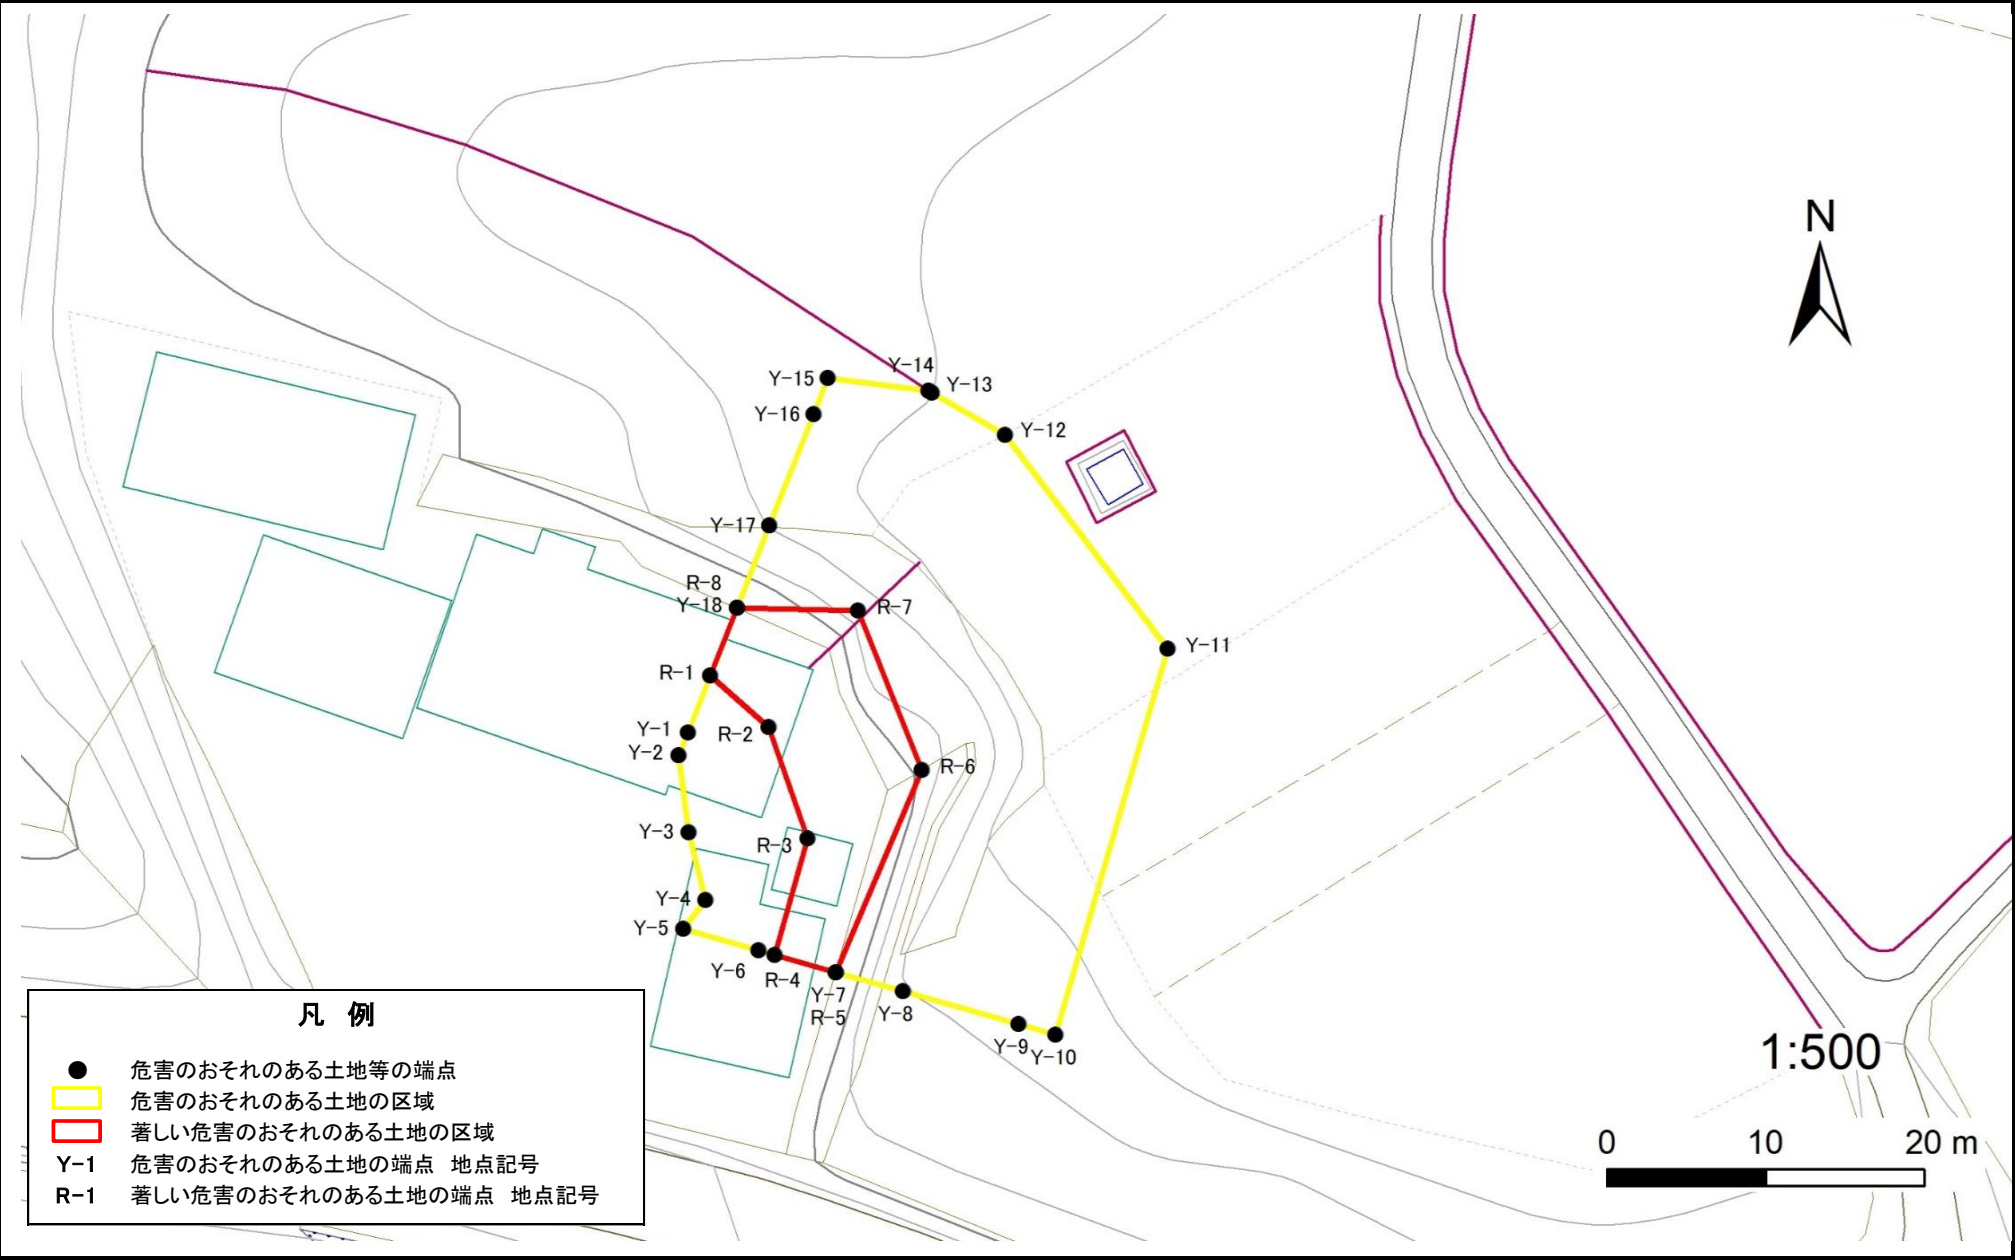 N
Y-14
Y-15
Y-13
Y-16
Y-12
Y-17
R-8
Y-18
R-7
Y-11
R-1
Y-1
R-2
Y-2
R-6
Y-3
R-3
Y-4
Y-5
Y-6
R-4
Y-7
R-5
Y-8
Y-9
Y-10
1:500
0 10 20 m
凡 例
危害のおそれのある土地等の端点
危害のおそれのある土地の区域
著しい危害のおそれのある土地の区域
Y-1 危害のおそれのある土地の端点 地点記号
R-1 著しい危害のおそれのある土地の端点 地点記号